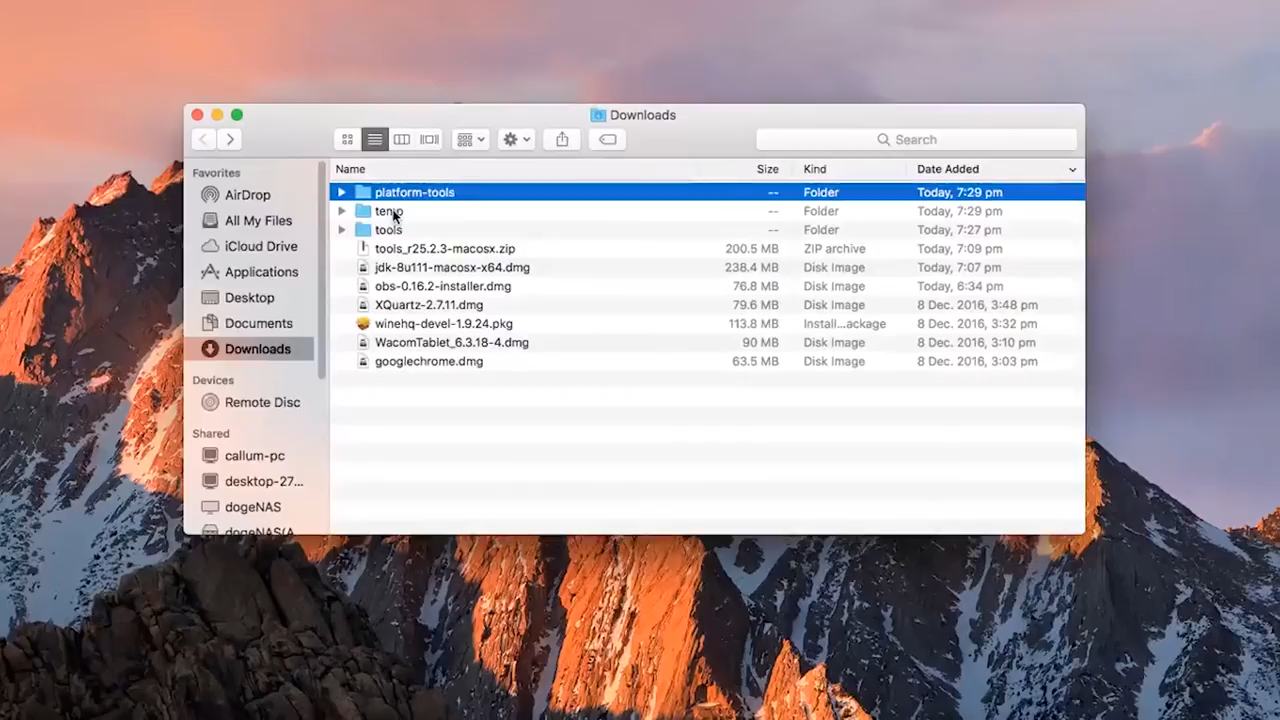 Downloads
Search
Favorites
AirDrop
All My Files
iCloud Drive
Applications
Desktop
Documents
Downloads
Devices
Remote Disc
Shared
callum-pc
desktop-27...
dogeNAS
dogeNAS(A
Name Size Kind Date Added
platform-tools -- Folder Today, 7:29 pm
-- Folder Today, 7:29 pm
tools -- Folder Today, 7:27 pm
tools_r25.2.3-macosx.zip 200.5 MB ZIP archive Today, 7:09 pm
jdk-8u111-macosx-x64.dmg 238.4 MB Disk Image Today, 7:07 pm
obs-0.16.2-installer.dmg 76.8 MB Disk Image Today, 6:34 pm
XQuartz-2.7.11.dmg 79.6 MB Disk Image 8 Dec. 2016, 3:48 pm
winehq-devel-1.9.24.pkg 113.8 MB Install...ackage 8 Dec. 2016, 3:32 pm
WacomTablet_6.3.18-4.dmg 90 MB Disk Image 8 Dec. 2016, 3:10 pm
googlechrome.dmg 63.5 MB Disk Image 8 Dec. 2016, 3:03 pm